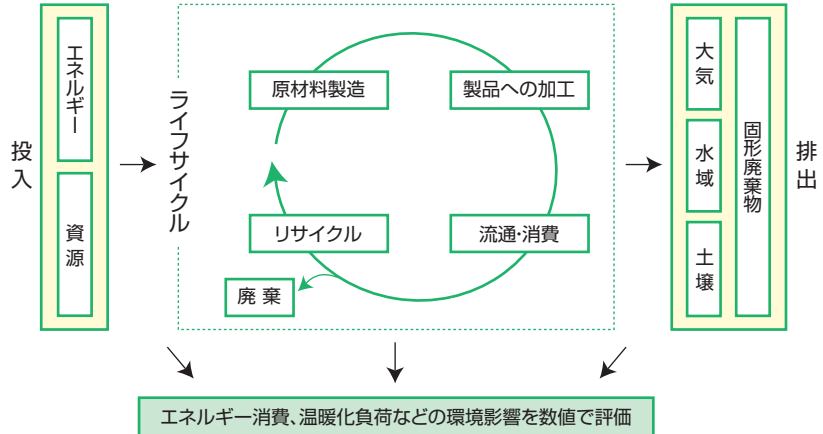 投入
エネルギー
資源
ライフサイクル
原材料製造
製品への加工
リサイクル
流通・消費
廃棄
大気
水域
土壌
固形廃棄物
排出
エネルギー消費、温暖化負荷などの環境影響を数値で評価